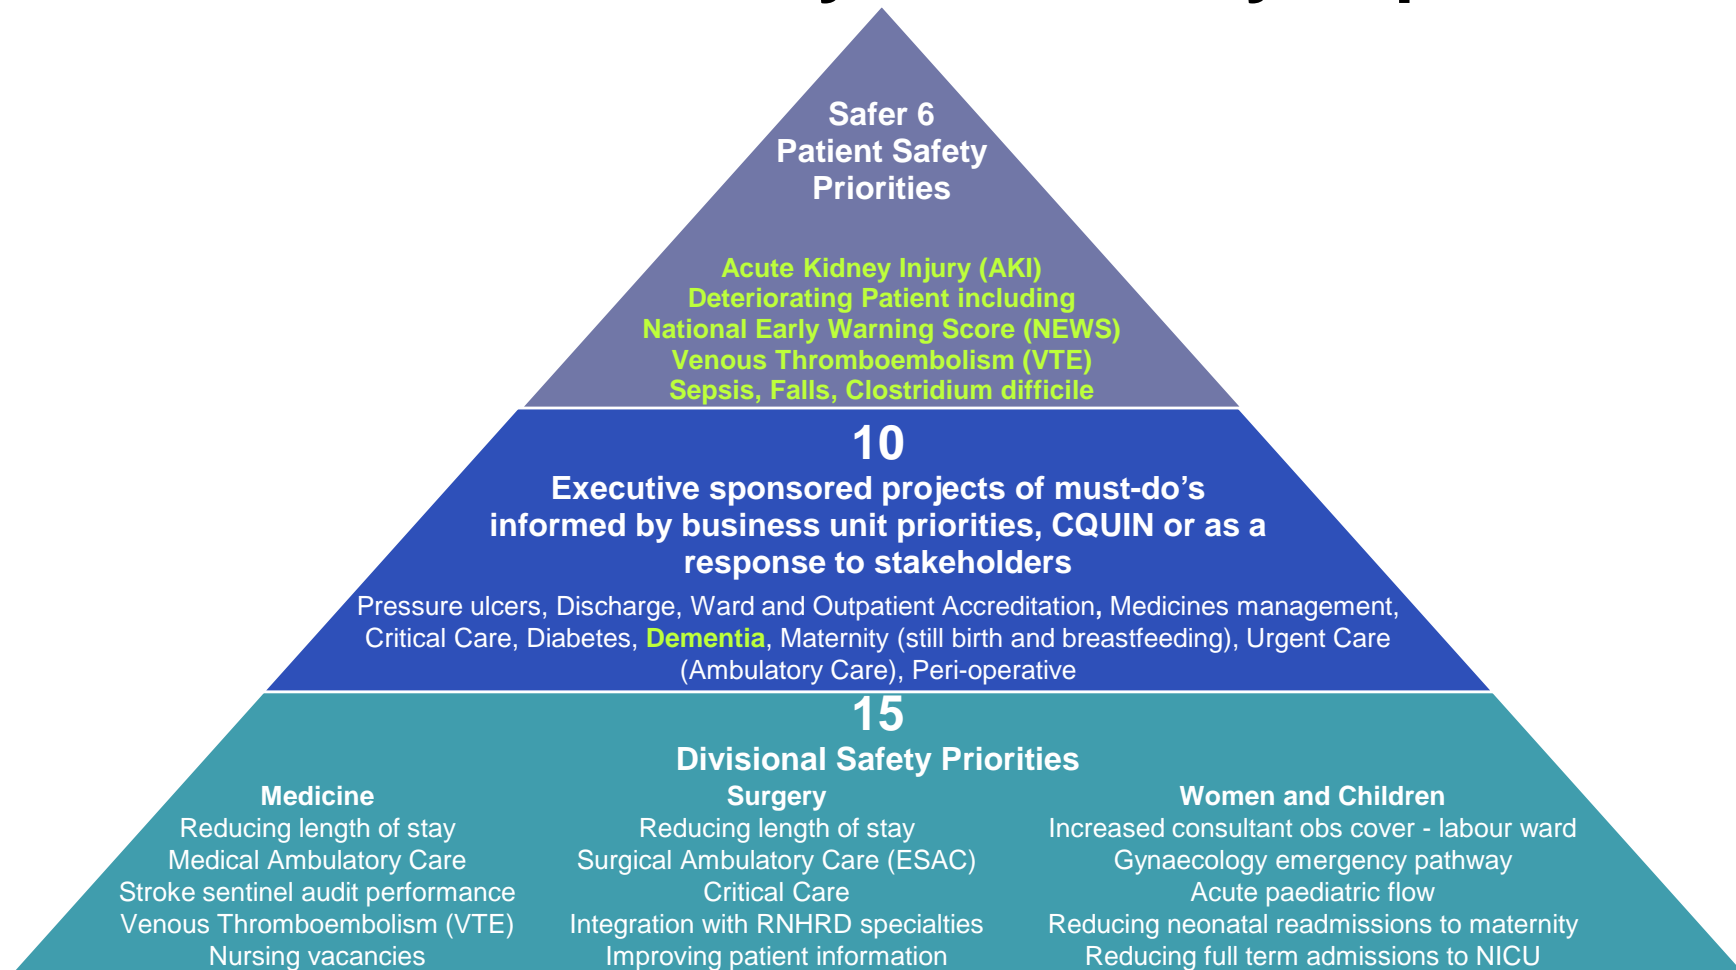 Safer 6
Patient Safety
Priorities
Acute Kidney Injury (AKI)
Deteriorating Patient including
National Early Warning Score (NEWS)
Venous Thromboembolism (VTE)
Sepsis, Falls, Clostridium difficile
10
Executive sponsored projects of must-do’s
informed by business unit priorities, CQUIN or as a
response to stakeholders
Pressure ulcers, Discharge, Ward and Outpatient Accreditation, Medicines management,
Critical Care, Diabetes, Dementia, Maternity (still birth and breastfeeding), Urgent Care
(Ambulatory Care), Peri-operative
15
Divisional Safety Priorities
Medicine
Reducing length of stay
Medical Ambulatory Care
Stroke sentinel audit performance
Venous Thromboembolism (VTE)
Nursing vacancies
Surgery
Reducing length of stay
Surgical Ambulatory Care (ESAC)
Critical Care
Integration with RNHRD specialties
Improving patient information
Women and Children
Increased consultant obs cover - labour ward
Gynaecology emergency pathway
Acute paediatric flow
Reducing neonatal readmissions to maternity
Reducing full term admissions to NICU